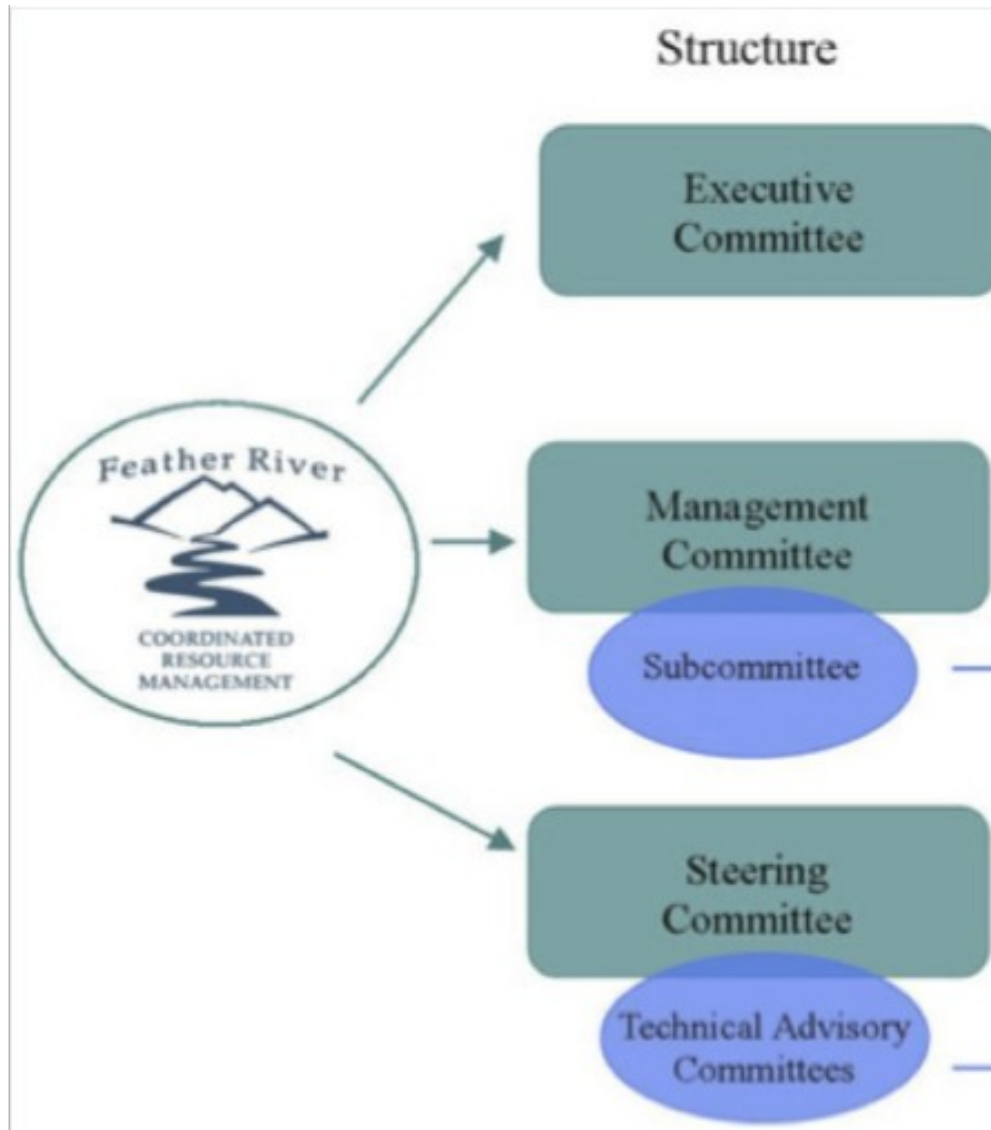 Structure
Executive
Committee
Feather River
COORDINATED
RESOURCE
MANAGEMENT
Management
Committee
Subcommittee
Steering
Committee
Technical Advisory
Committees